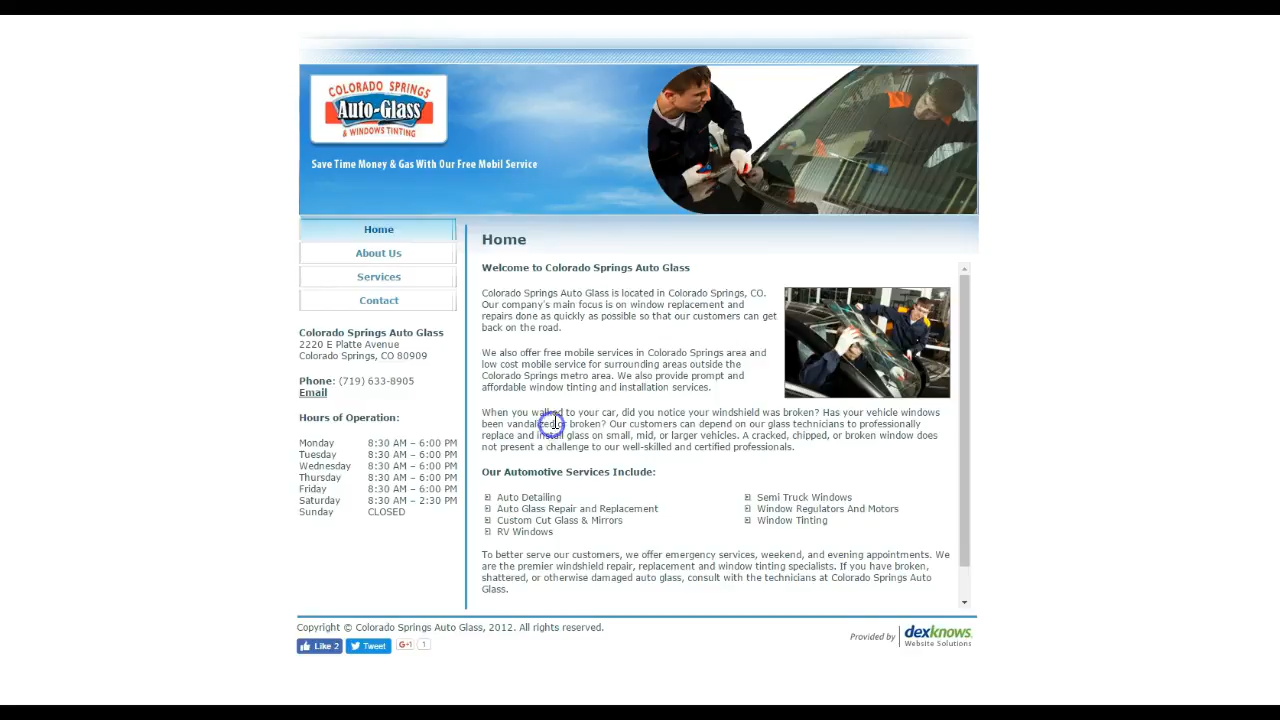 COLORADO SPRINGS
Auto-Glass
& WINDOWS TINTING
Save Time Money & Gas With Our Free Mobil Service
Home
About Us
Services
Contact
Colorado Springs Auto Glass
2220 E Platte Avenue
Colorado Springs, CO 80909
Phone: (719) 633-8905
Email
Hours of Operation:
Monday 8:30 AM – 6:00 PM
Tuesday 8:30 AM – 6:00 PM
Wednesday 8:30 AM – 6:00 PM
Thursday 8:30 AM – 6:00 PM
Friday 8:30 AM – 6:00 PM
Saturday 8:30 AM – 2:30 PM
Sunday CLOSED
Home
Welcome to Colorado Springs Auto Glass
Colorado Springs Auto Glass is located in Colorado Springs, CO.
Our company's main focus is on window replacement and
repairs done as quickly as possible so that our customers can get
back on the road.
We also offer free mobile services in Colorado Springs area and
low cost mobile service for surrounding areas outside the
Colorado Springs metro area. We also provide prompt and
affordable window tinting and installation services.
When you walked to your car, did you notice your windshield was broken? Has your vehicle windows
been vandalized or broken? Our customers can depend on our glass technicians to professionally
replace and install glass on small, mid, or larger vehicles. A cracked, chipped, or broken window does
not present a challenge to our well-skilled and certified professionals.
Our Automotive Services Include:
Auto Detailing
Auto Glass Repair and Replacement
Custom Cut Glass & Mirrors
RV Windows
Semi Truck Windows
Window Regulators And Motors
Window Tinting
To better serve our customers, we offer emergency services, weekend, and evening appointments. We
are the premier windshield repair, replacement and window tinting specialists. If you have broken,
shattered, or otherwise damaged auto glass, consult with the technicians at Colorado Springs Auto
Glass.
Copyright © Colorado Springs Auto Glass, 2012. All rights reserved.
Like 2
Tweet
G+1 1
Provided by
dexknows.
Website Solutions